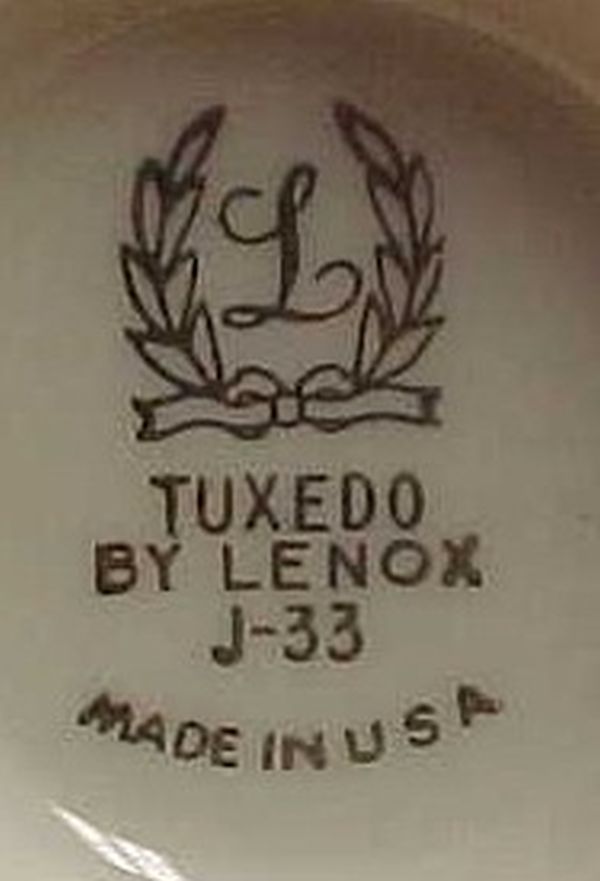 L
TUXEDO
BY LENOX
J-33
MADE IN USA